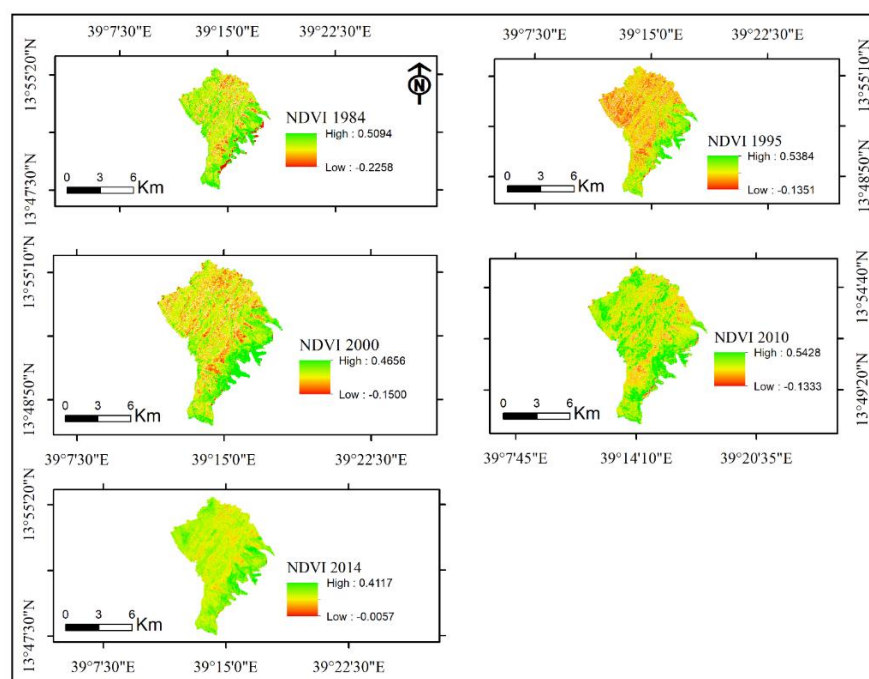 39°7'30"E 39°15'0"E 39°22'30"E
13°55'20"N
13°47'30"N
N
NDVI 1984
High : 0.5094
Low : -0.2258
0 3 6
Km
39°7'30"E 39°15'0"E 39°22'30"E
13°55'10"N
13°48'50"N
NDVI 1995
High : 0.5384
Low : -0.1351
0 3 6
Km
13°55'10"N
13°48'50"N
NDVI 2000
High : 0.4656
Low : -0.1500
0 3 6
Km
39°7'30"E 39°15'0"E 39°22'30"E
13°54'40"N
13°49'20"N
NDVI 2010
High : 0.5428
Low : -0.1333
0 3 6
Km
39°7'45"E 39°14'10"E 39°20'35"E
13°55'20"N
13°47'30"N
NDVI 2014
High : 0.4117
Low : -0.0057
0 3 6
Km
39°7'30"E 39°15'0"E 39°22'30"E